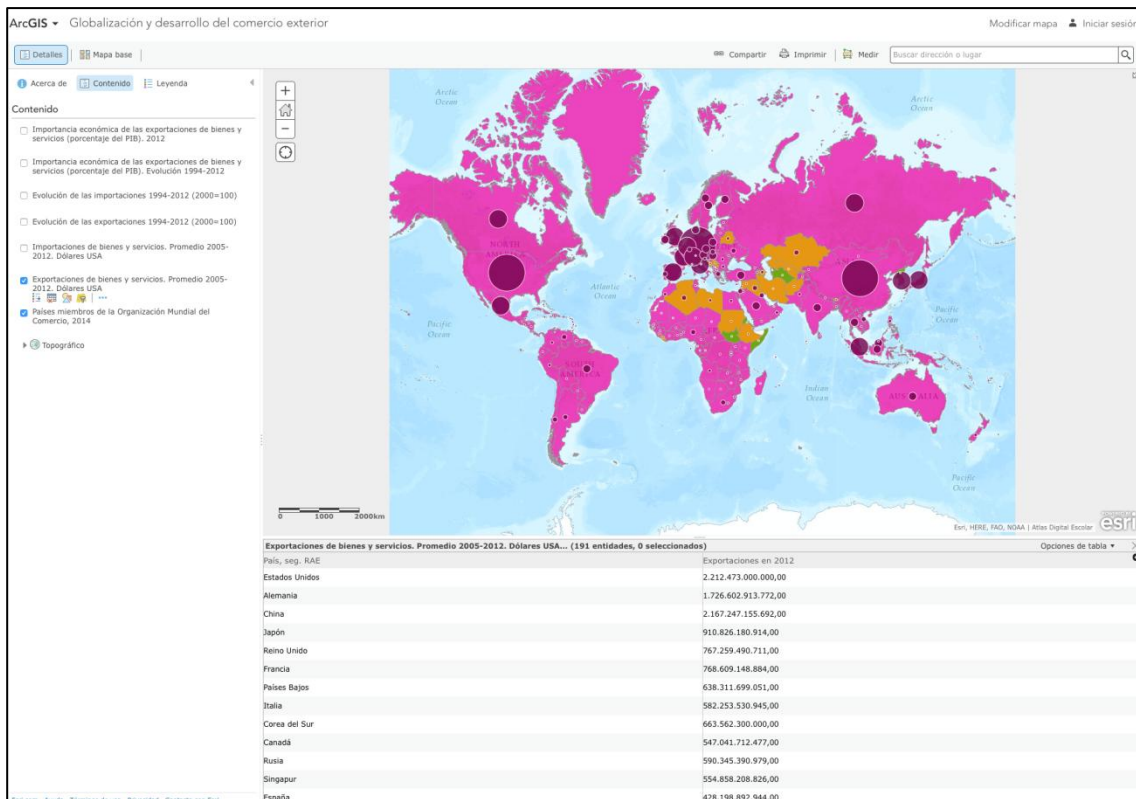 ArcGIS Globalización y desarrollo del comercio exterior
Modificar mapa Iniciar sesión
Detalles Mapa base
Compartir Imprimir Medir Buscar dirección o lugar
Acerca de Contenido Leyenda
Contenido
Importancia económica de las exportaciones de bienes y
servicios (porcentaje del PIB). 2012
Importancia económica de las exportaciones de bienes y
servicios (porcentaje del PIB). Evolución 1994-2012
Evolución de las importaciones 1994-2012 (2000=100)
Evolución de las exportaciones 1994-2012 (2000=100)
Importaciones de bienes y servicios. Promedio 2005-
2012. Dólares USA
Exportaciones de bienes y servicios. Promedio 2005-
2012. Dólares USA
Países miembros de la Organización Mundial del
Comercio, 2014
Topográfico
Arctic
Ocean
Arctic
Ocean
NORTH
AMERICA
Atlantic
Ocean
Pacific
Ocean
Pacific
Ocean
SOUTH
AMERICA
Indian
Ocean
AUSTRALIA
Pacific
Ocean
0 1000 2000km
Esri, HERE, FAO, NOAA | Atlas Digital Escolar
esri
Exportaciones de bienes y servicios. Promedio 2005-2012. Dólares USA... (191 entidades, 0 seleccionados)
Opciones de tabla
País, seg. RAE Exportaciones en 2012
Estados Unidos 2.212.473.000.000,00
Alemania 1.726.602.913.772,00
China 2.167.247.155.692,00
Japón 910.826.180.914,00
Reino Unido 767.259.490.711,00
Francia 768.609.148.884,00
Países Bajos 638.311.699.051,00
Italia 582.253.530.945,00
Corea del Sur 663.562.300.000,00
Canadá 547.041.712.477,00
Rusia 590.345.390.979,00
Singapur 554.858.208.826,00
España 428.198.892.944,00